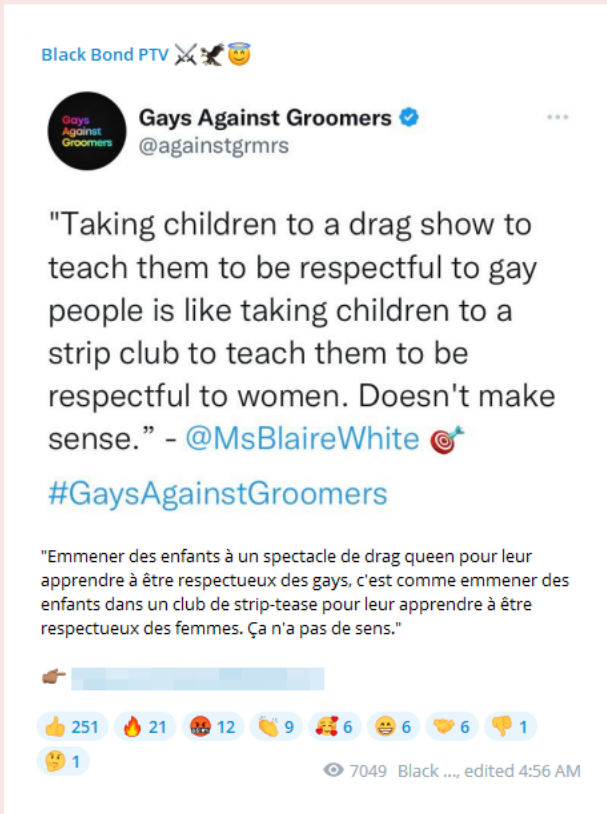 Black Bond PTV ⚔️🦅😇
Gays
Against
Groomers
Gays Against Groomers
@againstgrmrs
"Taking children to a drag show to
teach them to be respectful to gay
people is like taking children to a
strip club to teach them to be
respectful to women. Doesn't make
sense.” - @MsBlaireWhite 🎯
#GaysAgainstGroomers
"Emmener des enfants à un spectacle de drag queen pour leur
apprendre à être respectueux des gays, c'est comme emmener des
enfants dans un club de strip-tease pour leur apprendre à être
respectueux des femmes. Ça n'a pas de sens."
👉🏾
👍 251 🔥 21 🤬 12 👏 9 🥰 6 😁 6 🤝 6 👎 1
🤔 1
7049 Black ..., edited 4:56 AM